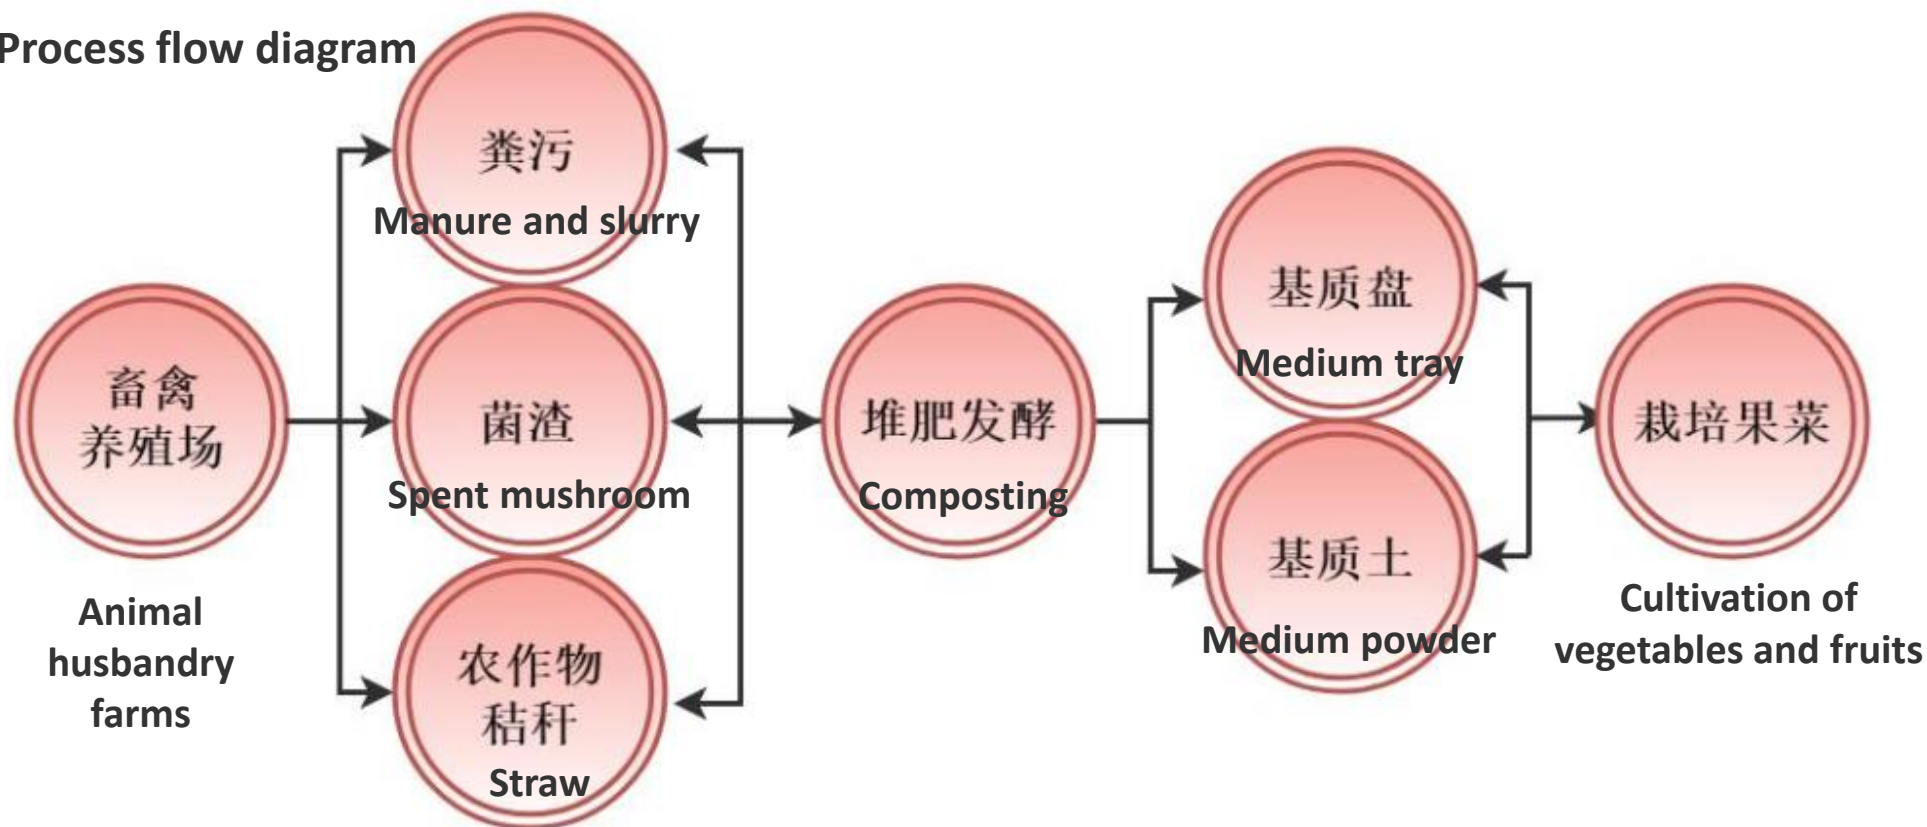 Process flow diagram
粪污
Manure and slurry
畜禽
养殖场
Animal
husbandry
farms
菌渣
Spent mushroom
农作物
秸秆
Straw
堆肥发酵
Composting
基质盘
Medium tray
基质土
Medium powder
栽培果菜
Cultivation of
vegetables and fruits